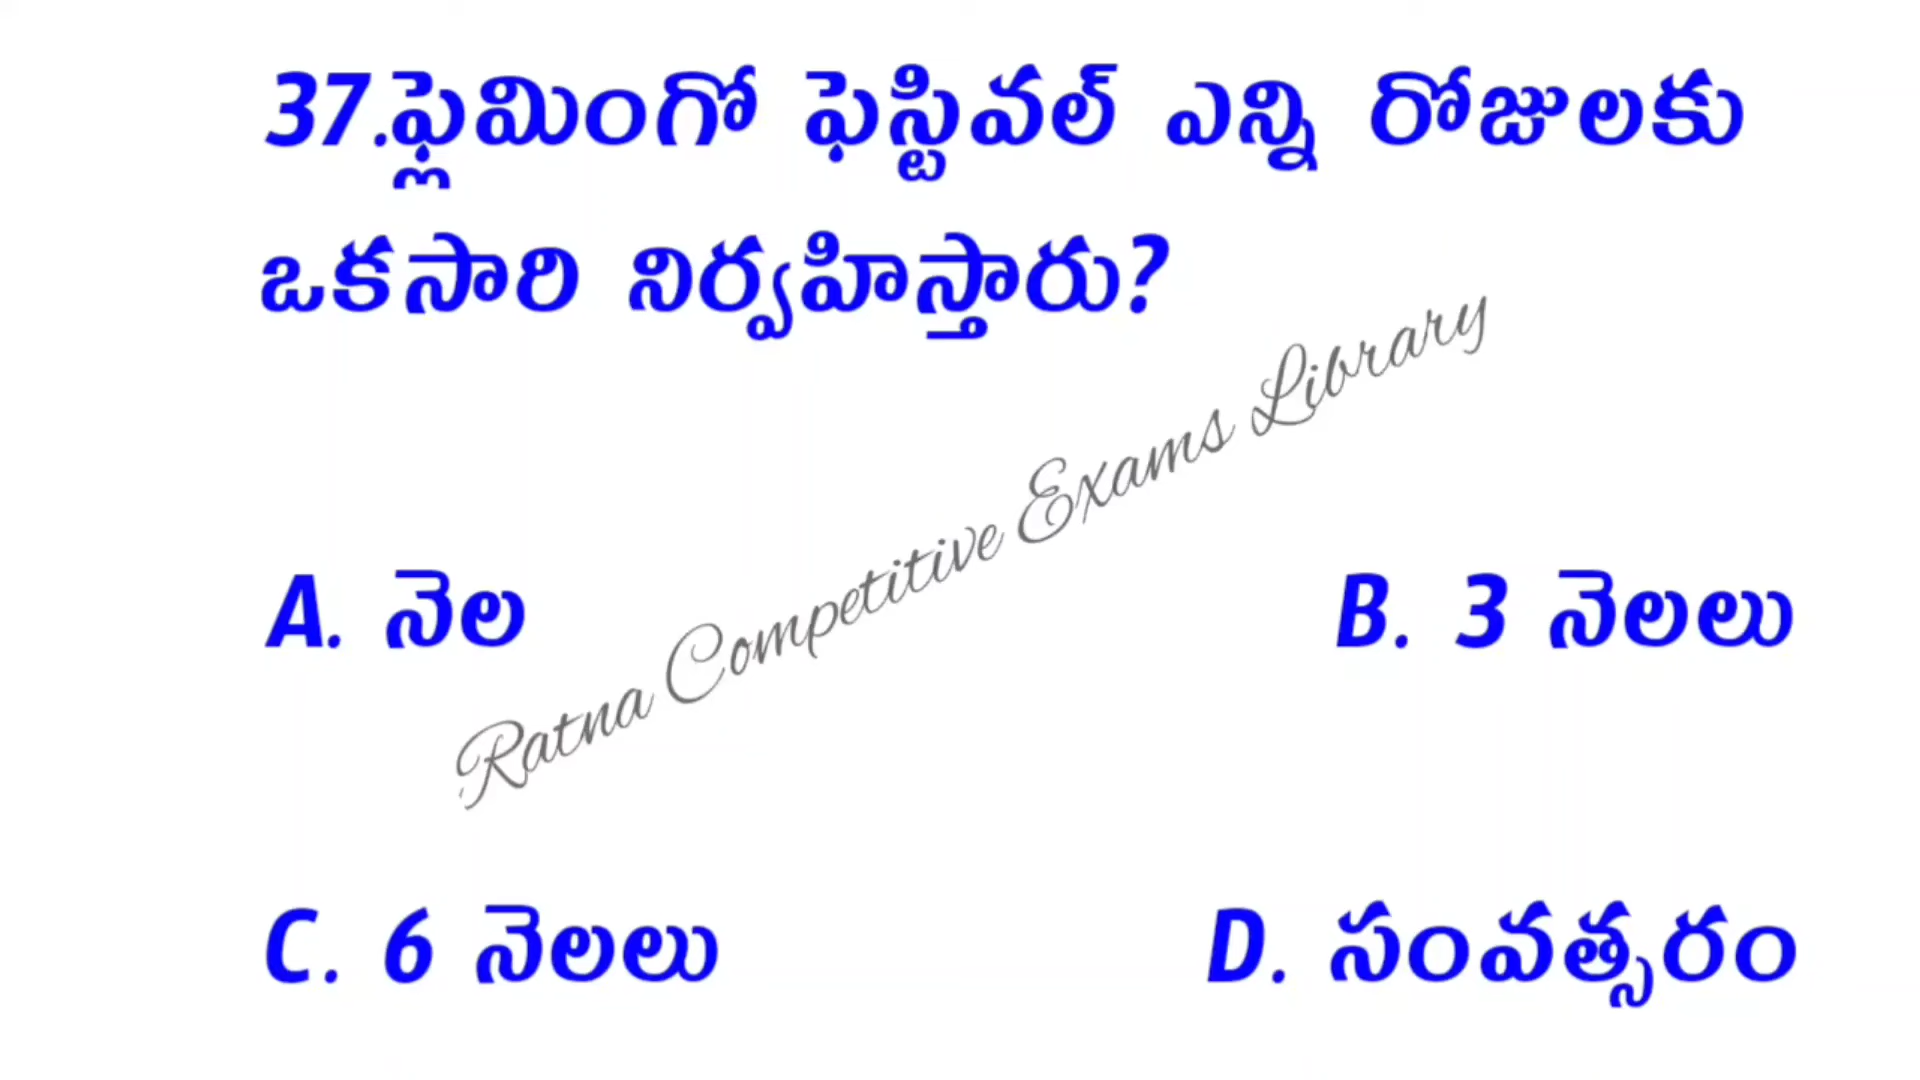 37.ఫ్లెమింగో ఫెస్టివల్ ఎన్ని రోజులకు
ఒకసారి నిర్వహిస్తారు?
Ratna Competitive Exams Library
A. నెల
B. 3 నెలలు
C. 6 నెలలు
D. సంవత్సరం